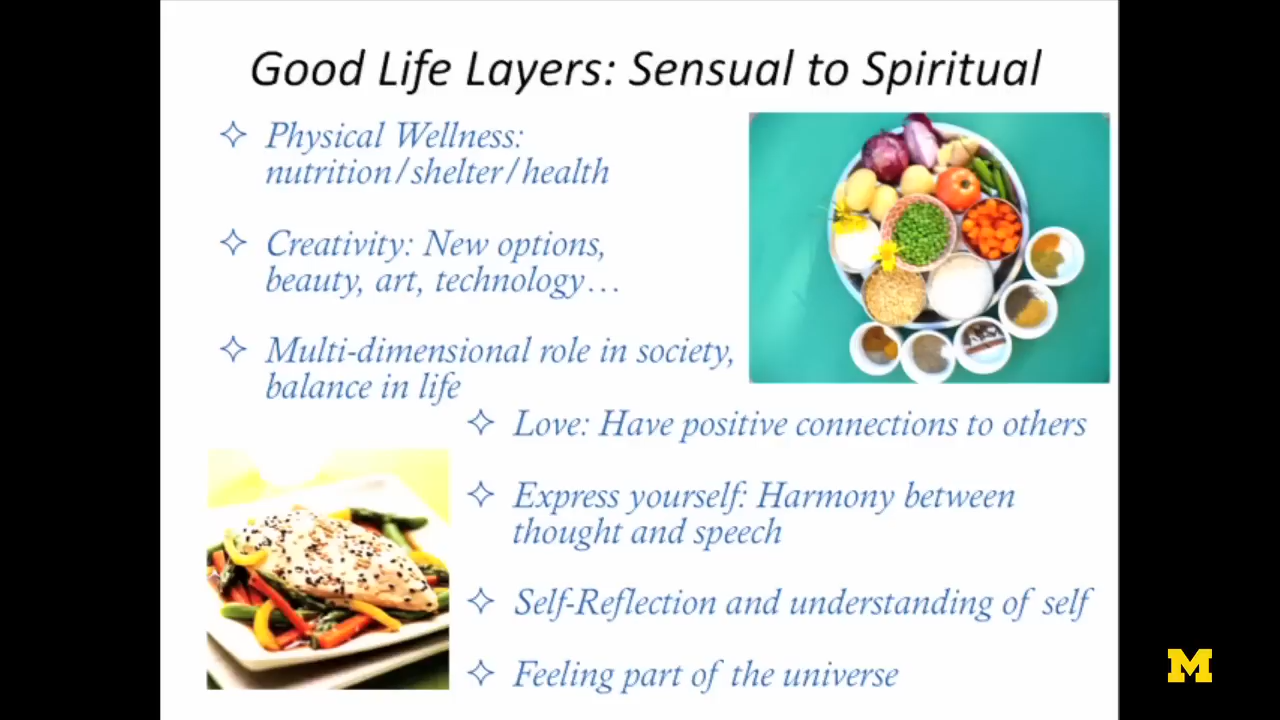 Good Life Layers: Sensual to Spiritual
✧ Physical Wellness:
nutrition/shelter/health
✧ Creativity: New options,
beauty, art, technology…
✧ Multi-dimensional role in society,
balance in life
✧ Love: Have positive connections to others
✧ Express yourself: Harmony between
thought and speech
✧ Self-Reflection and understanding of self
✧ Feeling part of the universe
M